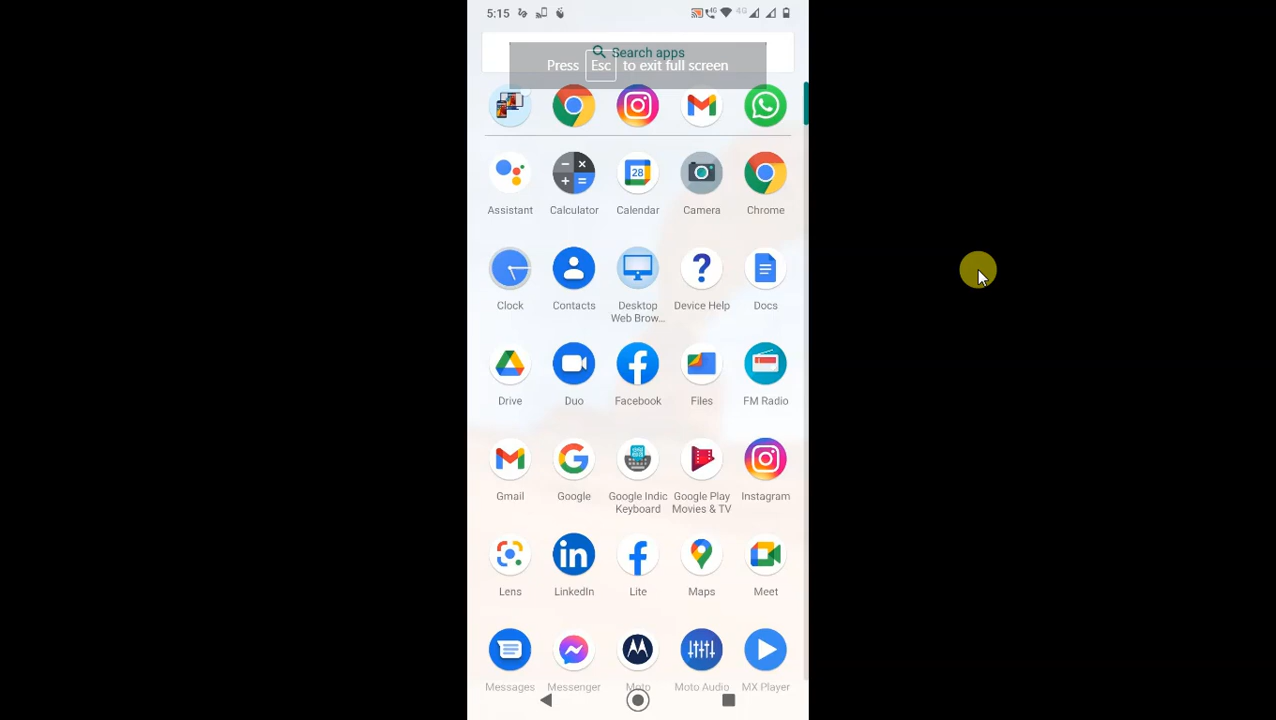 5:15
4G 4G
Search apps
Press Esc to exit full screen
Assistant Calculator Calendar Camera Chrome
28
Clock Contacts Desktop Web Brow... Device Help Docs
Drive Duo Facebook Files FM Radio
Gmail Google Google Indic Keyboard Google Play Movies & TV Instagram
Lens LinkedIn Lite Maps Meet
Messages Messenger Moto Moto Audio MX Player